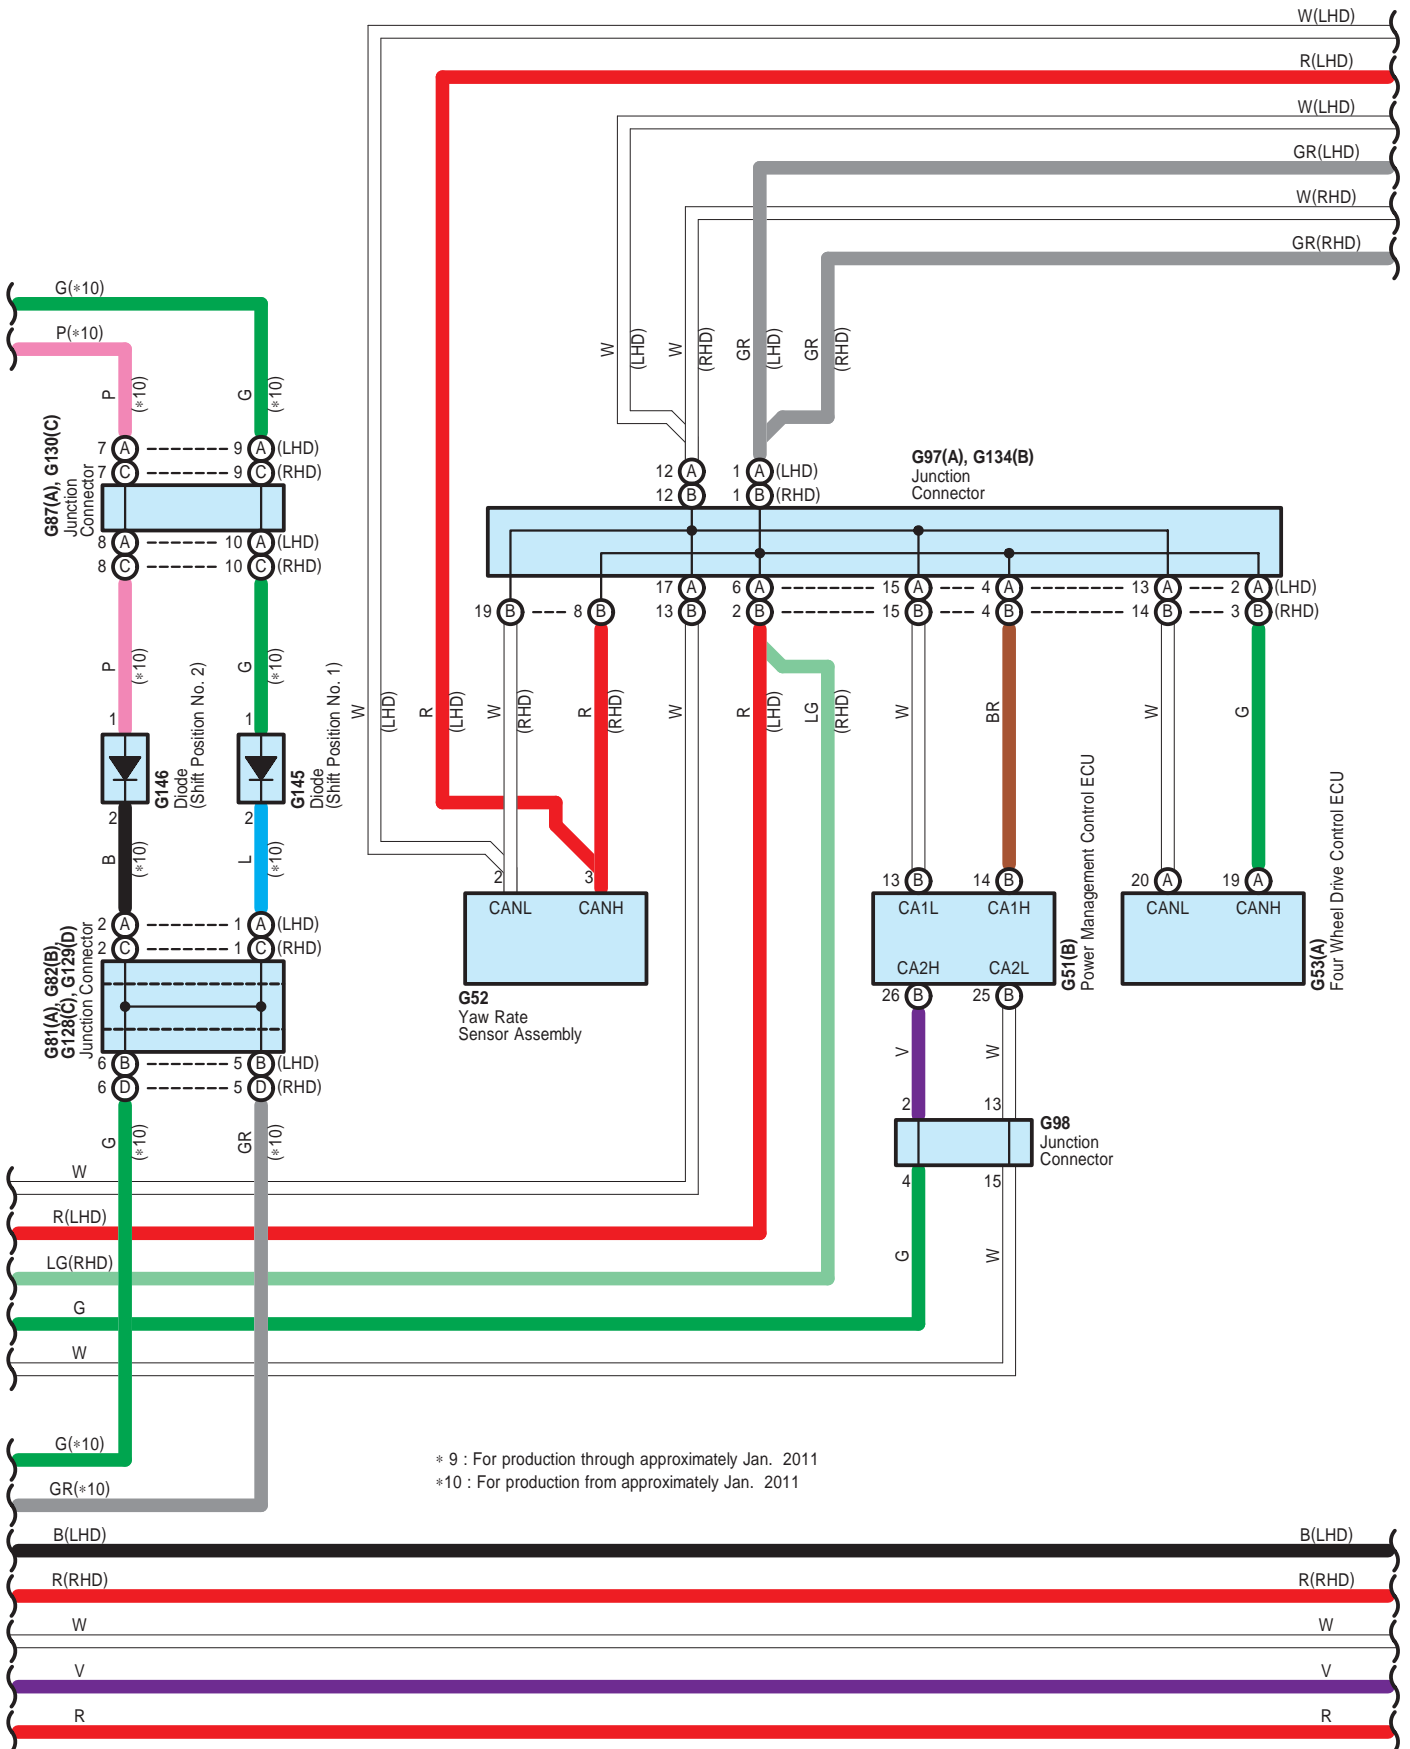 W(LHD)
R(LHD)
W(LHD)
GR(LHD)
W(RHD)
GR(RHD)
G(*10)
P(*10)
P
(*10)
G
(*10)
W
(LHD)
W
(RHD)
GR
(LHD)
GR
(RHD)
7 A 9 A (LHD)
7 C 9 C (RHD)
G87(A), G130(C)
Junction
Connector
8 A 10 A (LHD)
8 C 10 C (RHD)
12 A 1 A (LHD)
12 B 1 B (RHD)
G97(A), G134(B)
Junction
Connector
17 A 6 A 15 A 4 A 13 A 2 A (LHD)
19 B 8 B 13 B 2 B 15 B 4 B 14 B 3 B (RHD)
P
(*10)
G
(*10)
W
(LHD)
R
(LHD)
W
(RHD)
R
(RHD)
W
R
(LHD)
LG
(RHD)
W
BR
W
G
1
1
G146
Diode
(Shift Position No. 2)
G145
Diode
(Shift Position No. 1)
2
2
B
(*10)
L
(*10)
2 A 1 A (LHD)
2 C 1 C (RHD)
G81(A), G82(B),
G128(C), G129(D)
Junction Connector
6 B 5 B (LHD)
6 D 5 D (RHD)
2
3
CANL CANH
G52
Yaw Rate
Sensor Assembly
13 B 14 B
CA1L CA1H
CA2H CA2L
26 B 25 B
G51(B)
Power Management Control ECU
20 A 19 A
CANL CANH
G53(A)
Four Wheel Drive Control ECU
V
W
2
13
G98
Junction
Connector
4
15
G
W
G
(*10)
GR
(*10)
W
R(LHD)
LG(RHD)
G
W
G(*10)
GR(*10)
* 9 : For production through approximately Jan. 2011
*10 : For production from approximately Jan. 2011
B(LHD) B(LHD)
R(RHD) R(RHD)
W W
V V
R R